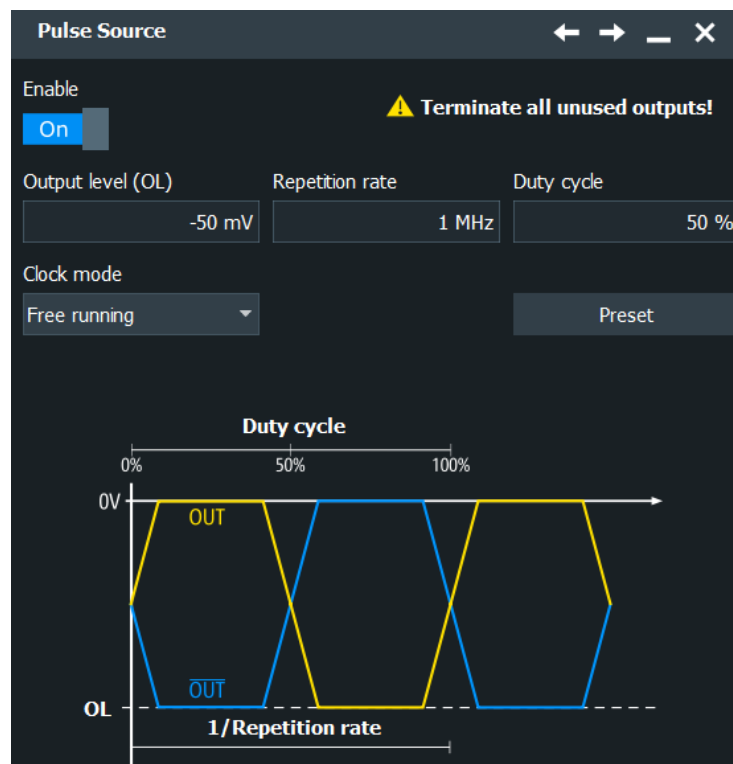 Pulse Source
Enable
On
Terminate all unused outputs!
Output level (OL) Repetition rate Duty cycle
-50 mV 1 MHz 50 %
Clock mode
Free running Preset
Duty cycle
0% 50% 100%
0V
OUT
OUT
OL
1/Repetition rate